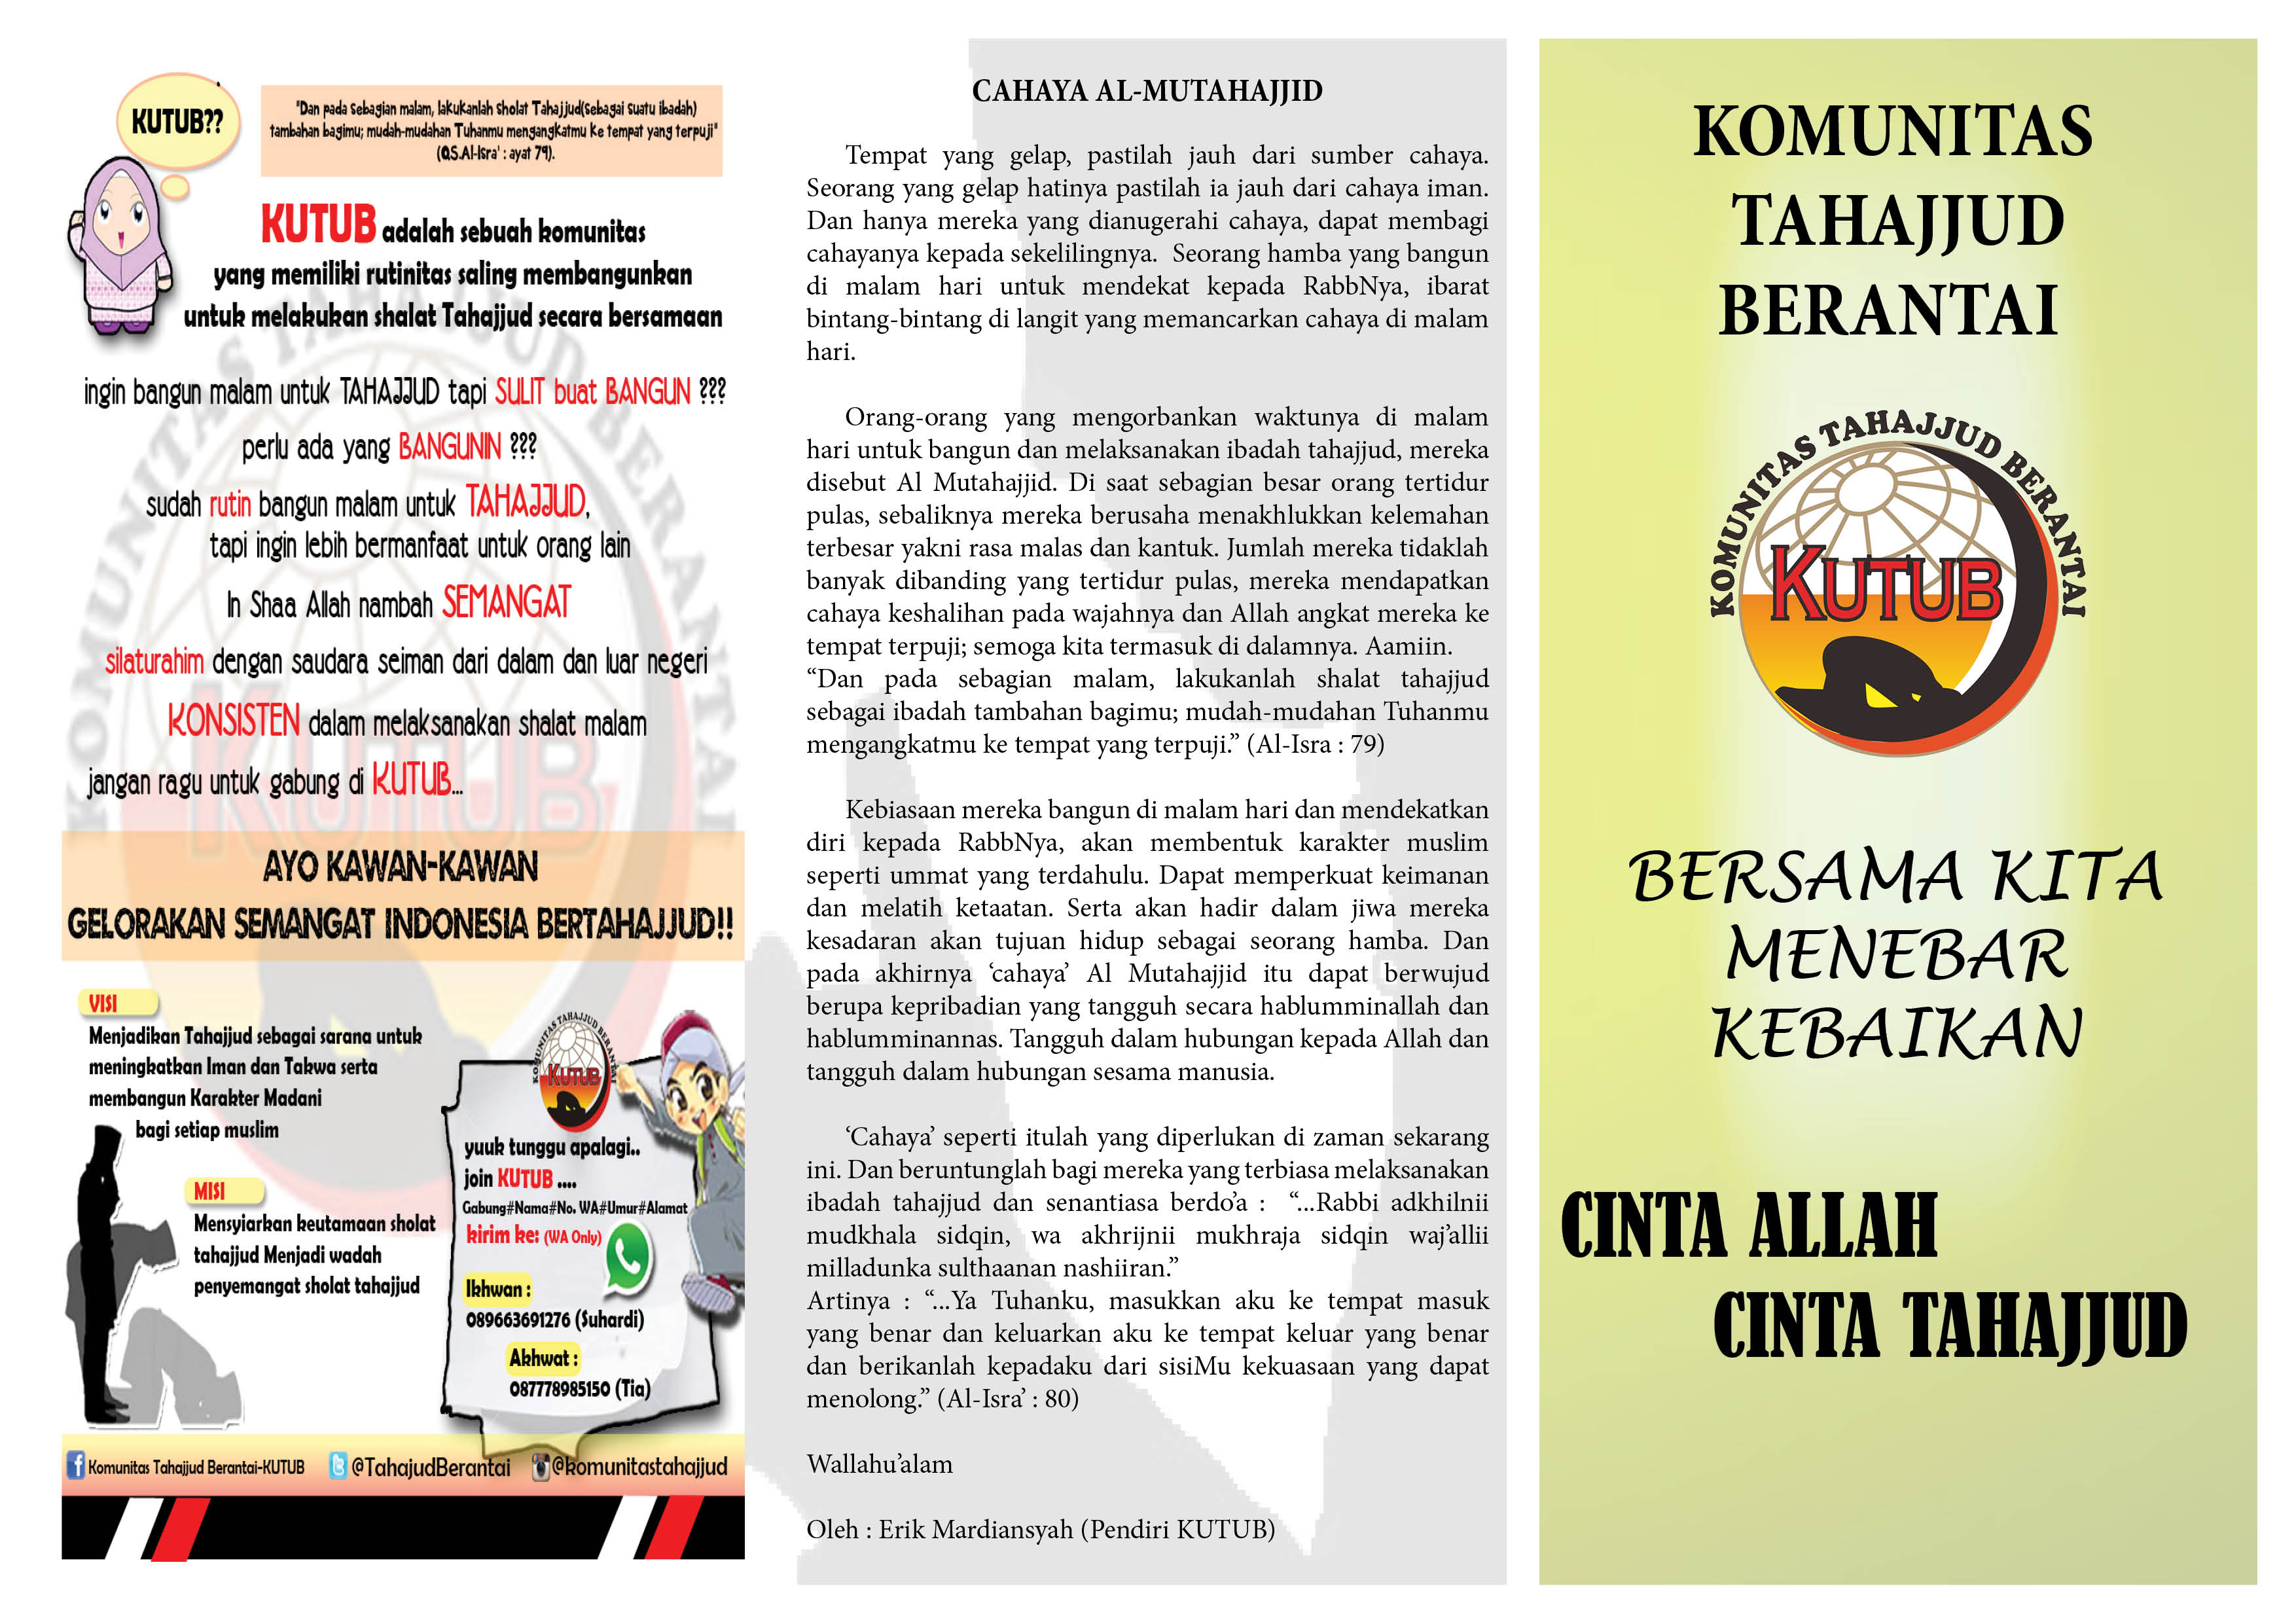 KUTUB??
"Dan pada sebagian malam, lakukanlah sholat Tahajjud(sebagai suatu ibadah)
tambahan bagimu; mudah-mudahan Tuhanmu mengangkatmu ke tempat yang terpuji"
(Q.S.Al-Isra' : ayat 79).
KUTUB adalah sebuah komunitas
yang memiliki rutinitas saling membangunkan
untuk melakukan shalat Tahajjud secara bersamaan
ingin bangun malam untuk TAHAJJUD tapi SULIT buat BANGUN ???
perlu ada yang BANGUNIN ???
sudah rutin bangun malam untuk TAHAJJUD,
tapi ingin lebih bermanfaat untuk orang lain
In Shaa Allah nambah SEMANGAT
silaturahim dengan saudara seiman dari dalam dan luar negeri
KONSISTEN dalam melaksanakan shalat malam
jangan ragu untuk gabung di KUTUB...
KOMUNITAS TAHAJJUD BERANTAI
KUTUB
AYO KAWAN-KAWAN
GELORAKAN SEMANGAT INDONESIA BERTAHAJJUD!!
VISI
Menjadikan Tahajjud sebagai sarana untuk
meningkatkan Iman dan Takwa serta
membangun Karakter Madani
bagi setiap muslim
MISI
Mensyiarkan keutamaan sholat
tahajjud Menjadi wadah
penyemangat sholat tahajjud
KOMUNITAS TAHAJJUD BERANTAI
KUTUB
yuuk tunggu apalagi..
join KUTUB ....
Gabung#Nama#No. WA#Umur#Alamat
kirim ke: (WA Only)
Ikhwan :
089663691276 (Suhardi)
Akhwat :
087778985150 (Tia)
Komunitas Tahajjud Berantai-KUTUB
@TahajudBerantai
@komunitastahajjud
CAHAYA AL-MUTAHAJJID
Tempat yang gelap, pastilah jauh dari sumber cahaya.
Seorang yang gelap hatinya pastilah ia jauh dari cahaya iman.
Dan hanya mereka yang dianugerahi cahaya, dapat membagi
cahayanya kepada sekelilingnya. Seorang hamba yang bangun
di malam hari untuk mendekat kepada RabbNya, ibarat
bintang-bintang di langit yang memancarkan cahaya di malam
hari.
Orang-orang yang mengorbankan waktunya di malam
hari untuk bangun dan melaksanakan ibadah tahajjud, mereka
disebut Al Mutahajjid. Di saat sebagian besar orang tertidur
pulas, sebaliknya mereka berusaha menakhlukkan kelemahan
terbesar yakni rasa malas dan kantuk. Jumlah mereka tidaklah
banyak dibanding yang tertidur pulas, mereka mendapatkan
cahaya keshalihan pada wajahnya dan Allah angkat mereka ke
tempat terpuji; semoga kita termasuk di dalamnya. Aamiin.
“Dan pada sebagian malam, lakukanlah shalat tahajjud
sebagai ibadah tambahan bagimu; mudah-mudahan Tuhanmu
mengangkatmu ke tempat yang terpuji.” (Al-Isra : 79)
Kebiasaan mereka bangun di malam hari dan mendekatkan
diri kepada RabbNya, akan membentuk karakter muslim
seperti ummat yang terdahulu. Dapat memperkuat keimanan
dan melatih ketaatan. Serta akan hadir dalam jiwa mereka
kesadaran akan tujuan hidup sebagai seorang hamba. Dan
pada akhirnya ‘cahaya’ Al Mutahajjid itu dapat berwujud
berupa kepribadian yang tangguh secara hablumminallah dan
hablumminannas. Tangguh dalam hubungan kepada Allah dan
tangguh dalam hubungan sesama manusia.
‘Cahaya’ seperti itulah yang diperlukan di zaman sekarang
ini. Dan beruntunglah bagi mereka yang terbiasa melaksanakan
ibadah tahajjud dan senantiasa berdo’a : “...Rabbi adkhilnii
mudkhala sidqin, wa akhrijnii mukhraja sidqin waj’allii
milladunka sulthaanan nashiiran.”
Artinya : “...Ya Tuhanku, masukkan aku ke tempat masuk
yang benar dan keluarkan aku ke tempat keluar yang benar
dan berikanlah kepadaku dari sisiMu kekuasaan yang dapat
menolong.” (Al-Isra’ : 80)
Wallahu’alam
Oleh : Erik Mardiansyah (Pendiri KUTUB)
KOMUNITAS
TAHAJJUD
BERANTAI
KOMUNITAS TAHAJJUD BERANTAI
KUTUB
BERSAMA KITA
MENEBAR
KEBAIKAN
CINTA ALLAH
CINTA TAHAJJUD